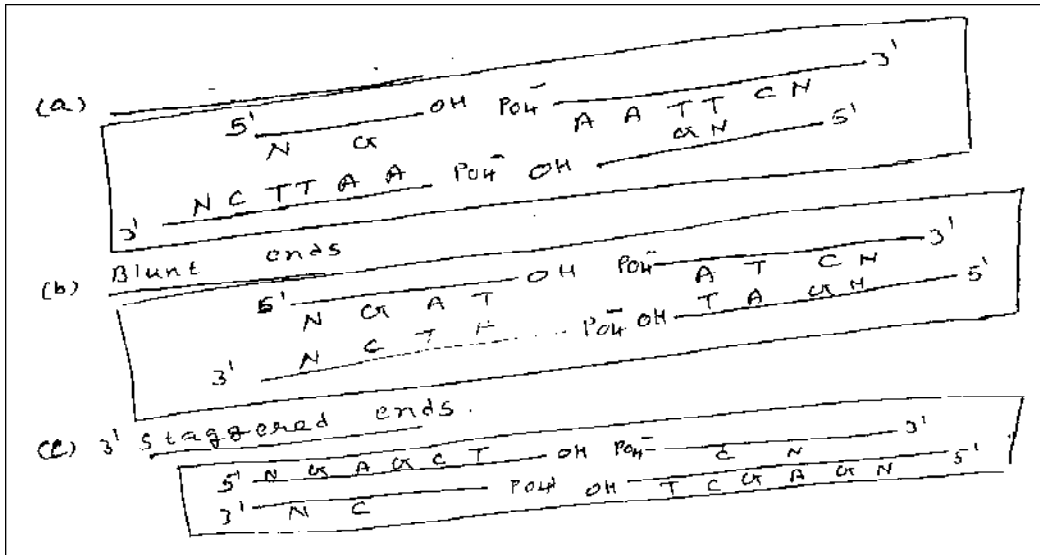 (a)
5' OH PO4- 3'
N G A A T T C N
N C T T A A PO4- OH G N 5'
3'
Blunt ends
(b) 5' OH PO4- 3'
N G A T A T C N
N C T PO4- OH T A G N 5'
3'
(c) 3' staggered ends.
5' N G A G C T OH PO4- C N 3'
3' N C PO4- OH T C G A G N 5'